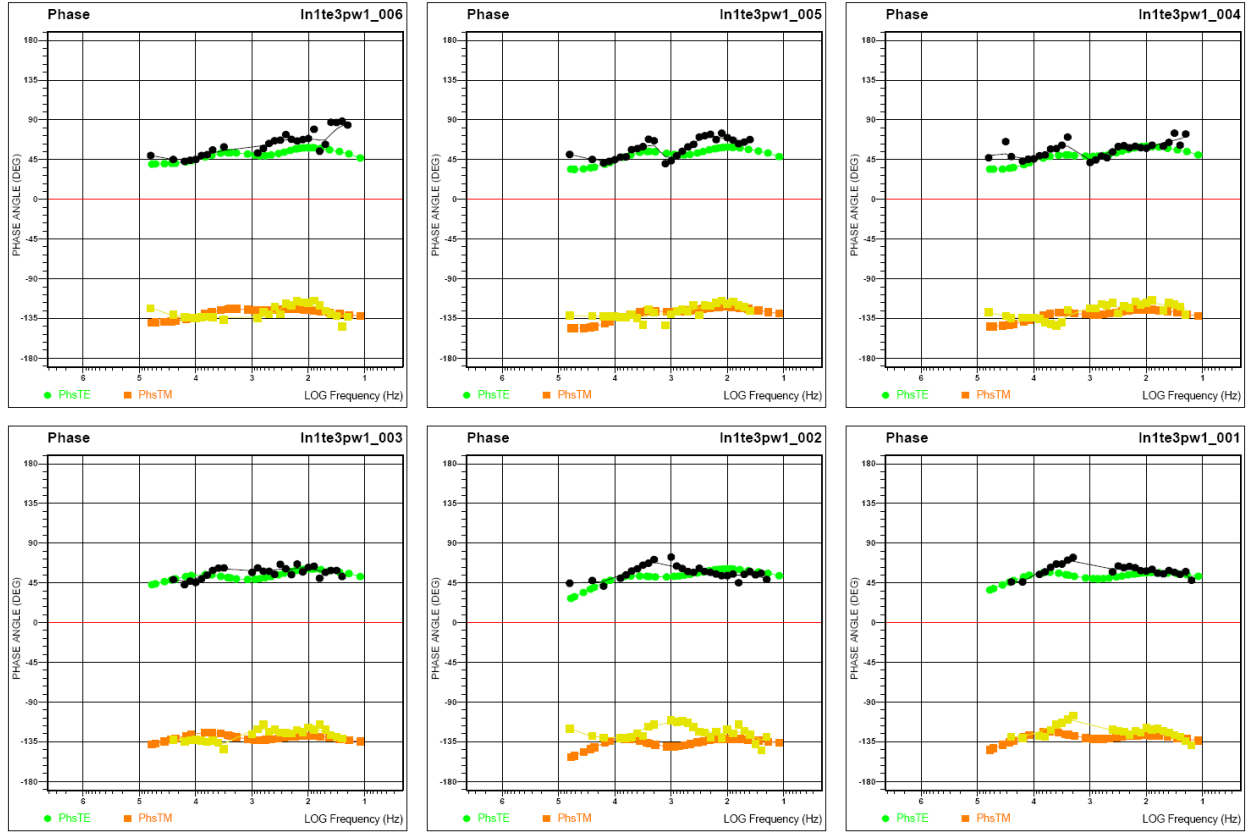 Phase In1te3pw1_006
180
135
90
45
0
-45
-90
-135
-180
PHASE ANGLE (DEG)
6 5 4 3 2 1
PhsTE PhsTM LOG Frequency (Hz)
Phase In1te3pw1_005
180
135
90
45
0
-45
-90
-135
-180
PHASE ANGLE (DEG)
6 5 4 3 2 1
PhsTE PhsTM LOG Frequency (Hz)
Phase In1te3pw1_004
180
135
90
45
0
-45
-90
-135
-180
PHASE ANGLE (DEG)
6 5 4 3 2 1
PhsTE PhsTM LOG Frequency (Hz)
Phase In1te3pw1_003
180
135
90
45
0
-45
-90
-135
-180
PHASE ANGLE (DEG)
6 5 4 3 2 1
PhsTE PhsTM LOG Frequency (Hz)
Phase In1te3pw1_002
180
135
90
45
0
-45
-90
-135
-180
PHASE ANGLE (DEG)
6 5 4 3 2 1
PhsTE PhsTM LOG Frequency (Hz)
Phase In1te3pw1_001
180
135
90
45
0
-45
-90
-135
-180
PHASE ANGLE (DEG)
6 5 4 3 2 1
PhsTE PhsTM LOG Frequency (Hz)